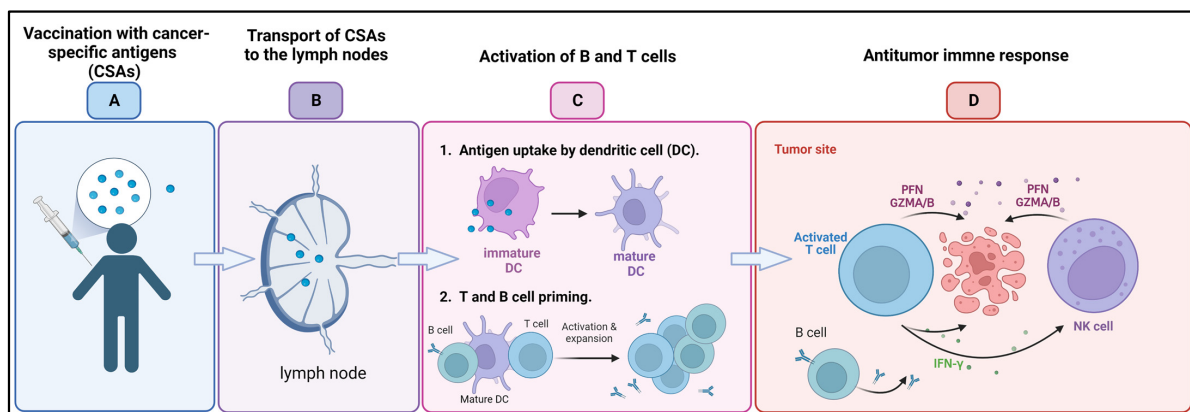 Vaccination with cancer-
specific antigens
(CSAs)
A
Transport of CSAs
to the lymph nodes
B
lymph node
Activation of B and T cells
C
1. Antigen uptake by dendritic cell (DC).
immature
DC
mature
DC
2. T and B cell priming.
B cell
T cell
Mature DC
Activation &
expansion
Antitumor immne response
D
Tumor site
PFN
GZMA/B
PFN
GZMA/B
Activated
T cell
NK cell
B cell
IFN-γ